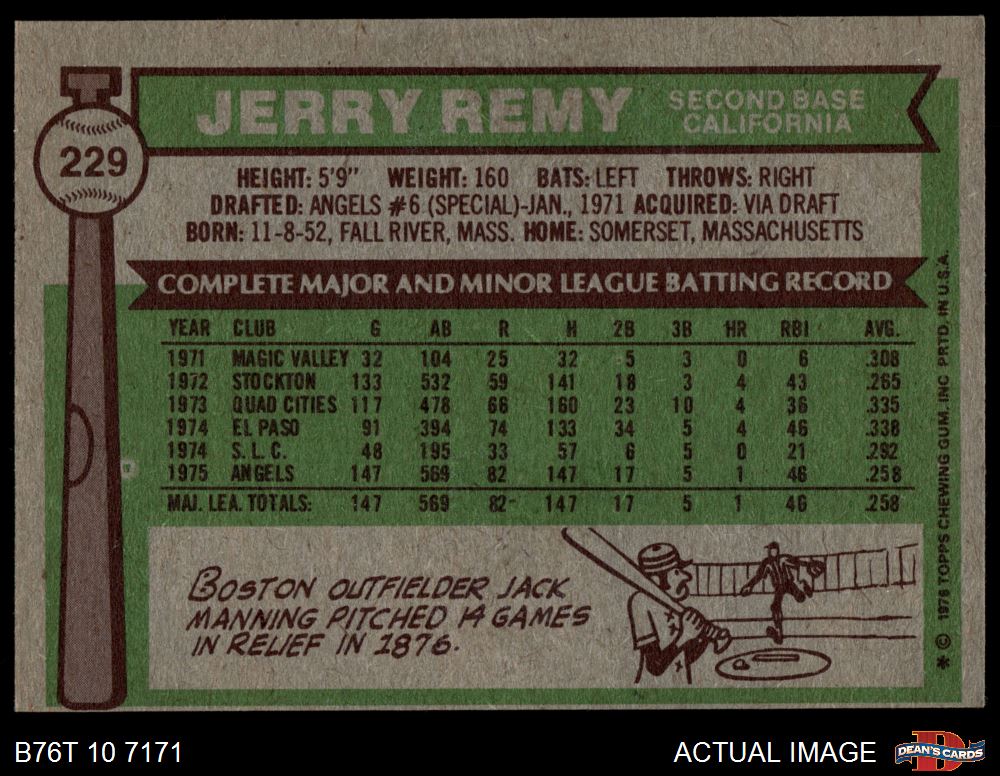 JERRY REMY
SECOND BASE
CALIFORNIA
229
HEIGHT: 5'9" WEIGHT: 160 BATS: LEFT THROWS: RIGHT
DRAFTED: ANGELS #6 (SPECIAL)-JAN., 1971 ACQUIRED: VIA DRAFT
BORN: 11-8-52, FALL RIVER, MASS. HOME: SOMERSET, MASSACHUSETTS
COMPLETE MAJOR AND MINOR LEAGUE BATTING RECORD
YEAR CLUB G AB R H 2B 3B HR RBI AVG.
1971 MAGIC VALLEY 32 104 25 32 5 3 0 6 .308
1972 STOCKTON 133 532 59 141 18 3 4 43 .265
1973 QUAD CITIES 117 478 66 160 23 10 4 36 .335
1974 EL PASO 91 394 74 133 34 5 4 46 .338
1974 S. L. C. 48 195 33 57 6 5 0 21 .292
1975 ANGELS 147 569 82 147 17 5 1 46 .258
MAJ. LEA. TOTALS: 147 569 82 147 17 5 1 46 .258
BOSTON OUTFIELDER JACK
MANNING PITCHED 14 GAMES
IN RELIEF IN 1876.
* © 1976 TOPPS CHEWING GUM, INC. PRTD. IN U.S.A.
B76T 10 7171
ACTUAL IMAGE
DEAN'S CARDS